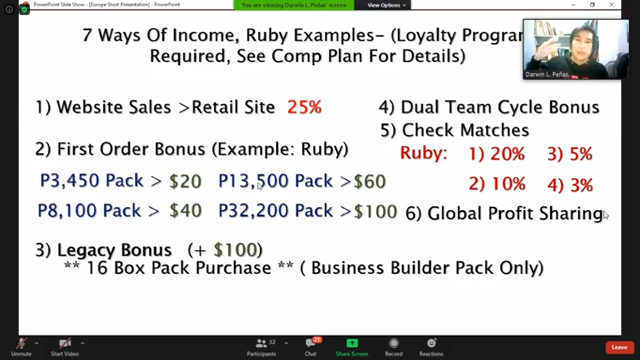 PowerPoint Slide Show - [Europe Short Presentation]
You are viewing Darwin L. Peñas' screen
View Options
7 Ways Of Income, Ruby Examples- (Loyalty Program
Required, See Comp Plan For Details)
Darwin L. Peñas
1) Website Sales >Retail Site 25%
2) First Order Bonus (Example: Ruby)
P3,450 Pack > $20 P13,500 Pack >$60
P8,100 Pack > $40 P32,200 Pack >$100
3) Legacy Bonus (+ $100)
** 16 Box Pack Purchase ** ( Business Builder Pack Only)
4) Dual Team Cycle Bonus
5) Check Matches
Ruby: 1) 20% 3) 5%
2) 10% 4) 3%
6) Global Profit Sharing
Unmute
Start Video
32
Participants
21
Chat
Share Screen
Record
Reactions
Leave